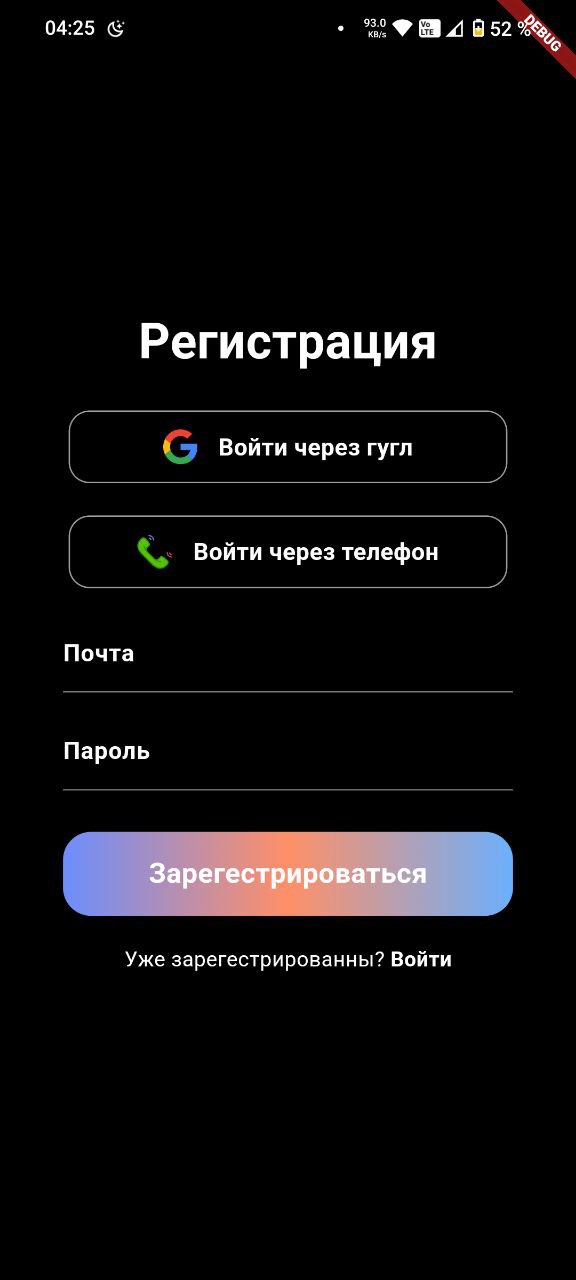 04:25
93.0
KB/s
Vo
LTE
52 %
DEBUG
Регистрация
Войти через гугл
Войти через телефон
Почта
Пароль
Зарегестрироваться
Уже зарегестрированны? Войти